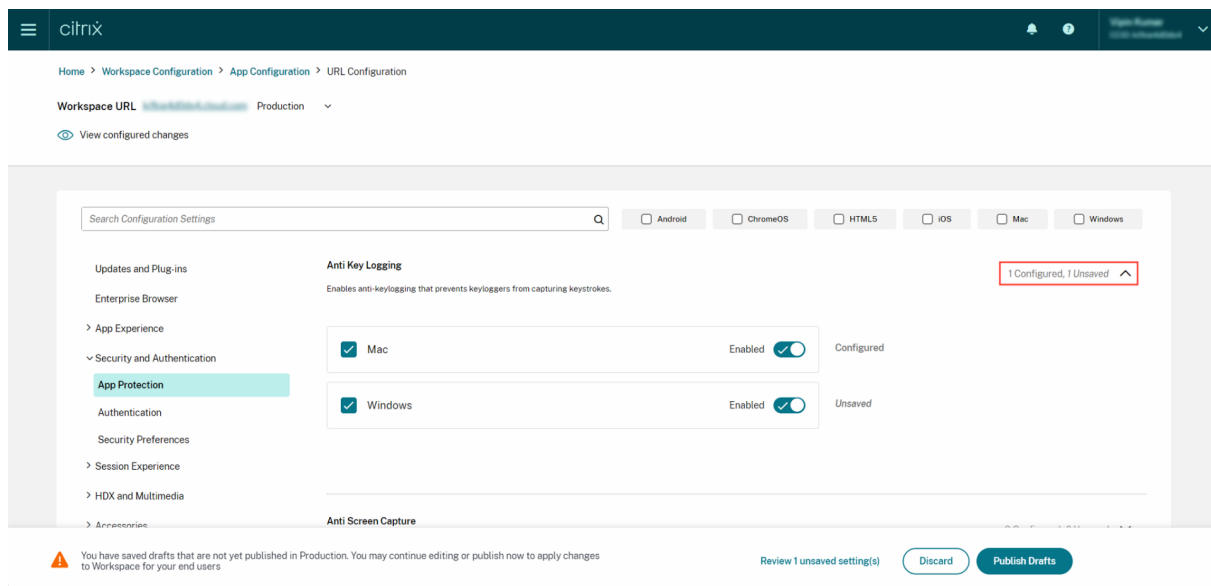 citrix
Home > Workspace Configuration > App Configuration > URL Configuration
Workspace URL Production
View configured changes
Search Configuration Settings
Android
ChromeOS
HTML5
iOS
Mac
Windows
Updates and Plug-ins
Enterprise Browser
App Experience
Security and Authentication
App Protection
Authentication
Security Preferences
Session Experience
HDX and Multimedia
Accessories
Anti Key Logging
1 Configured, 1 Unsaved
Enables anti-keylogging that prevents keyloggers from capturing keystrokes.
Mac Enabled Configured
Windows Enabled Unsaved
Anti Screen Capture
You have saved drafts that are not yet published in Production. You may continue editing or publish now to apply changes
to Workspace for your end users
Review 1 unsaved setting(s)
Discard
Publish Drafts